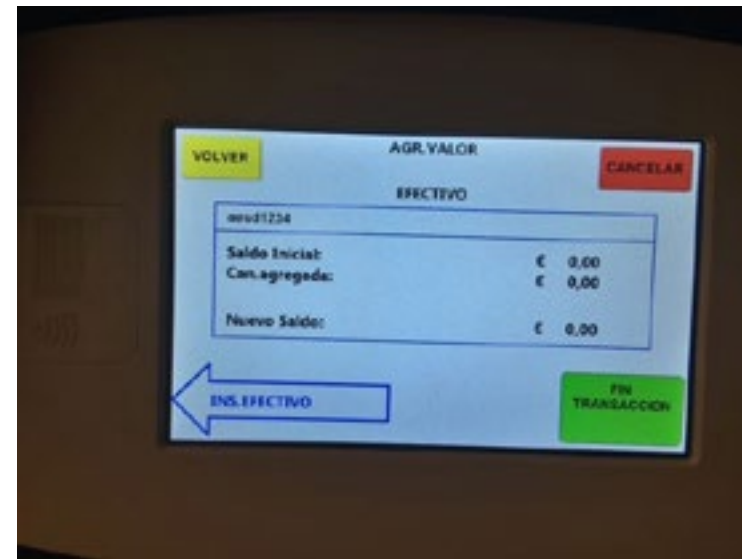 VOLVER
AGR.VALOR
CANCELAR
EFECTIVO
Saldo Inicial: € 0,00
Can.agregada: € 0,00
Nuevo Saldo: € 0,00
INS.EFECTIVO
FIN
TRANSACCION